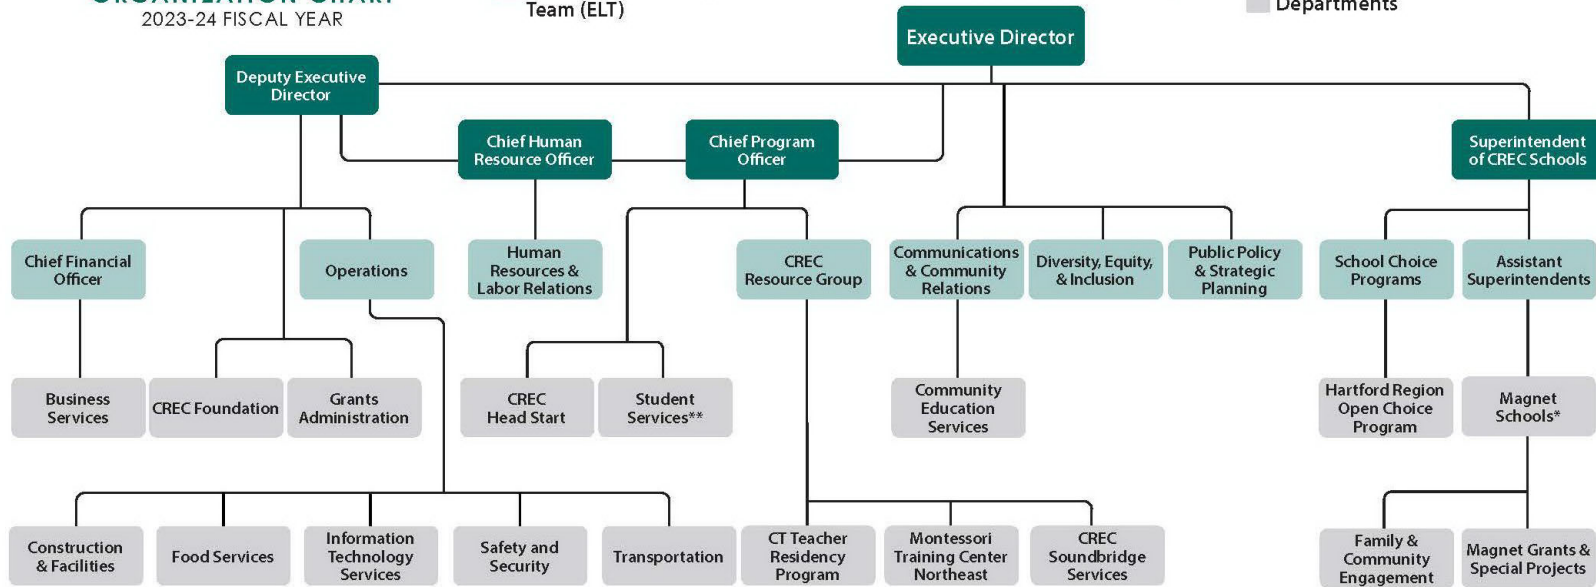 ORGANIZATION CHART
2023-24 FISCAL YEAR
Team (ELT)
Departments
Executive Director
Deputy Executive
Director
Chief Human
Resource Officer
Chief Program
Officer
Superintendent
of CREC Schools
Chief Financial
Officer
Operations
Human
Resources &
Labor Relations
CREC
Resource Group
Communications
& Community
Relations
Diversity, Equity,
& Inclusion
Public Policy
& Strategic
Planning
School Choice
Programs
Assistant
Superintendents
Business
Services
CREC Foundation
Grants
Administration
CREC
Head Start
Student
Services**
Community
Education
Services
Hartford Region
Open Choice
Program
Magnet
Schools*
Construction
& Facilities
Food Services
Information
Technology
Services
Safety and
Security
Transportation
CT Teacher
Residency
Program
Montessori
Training Center
Northeast
CREC
Soundbridge
Services
Family &
Community
Engagement
Magnet Grants &
Special Projects